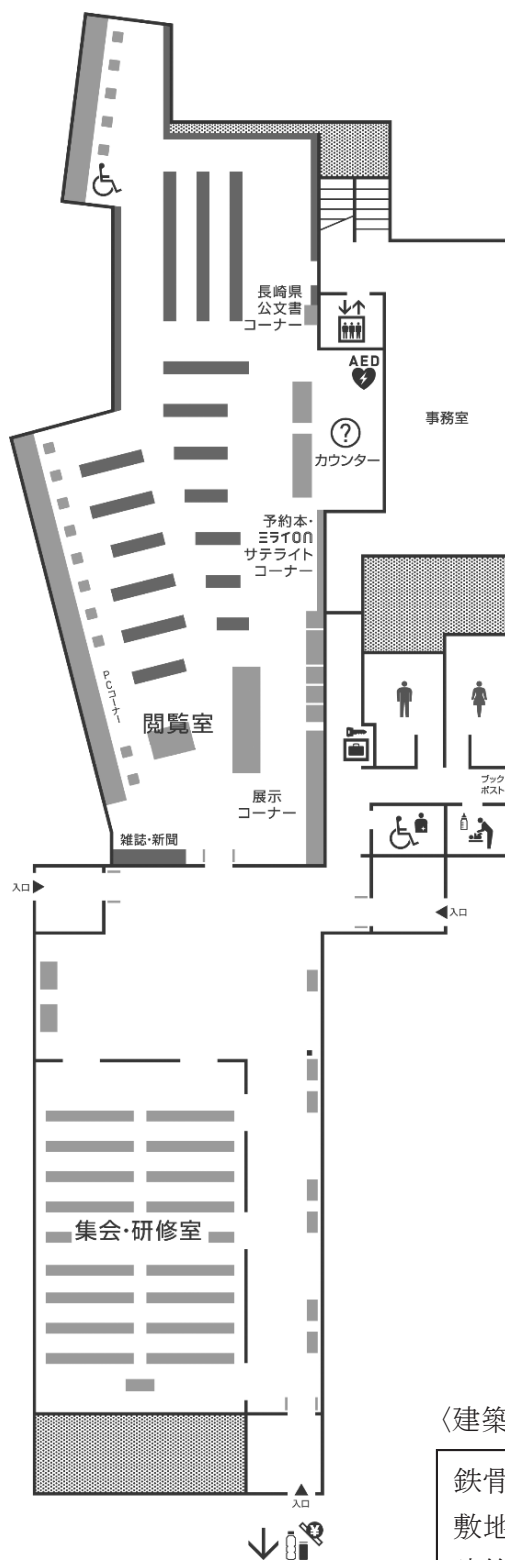 長崎県
公文書
コーナー
AED
?
カウンター
事務室
予約本・
ミライon
サテライト
コーナー
PCコーナー
閲覧室
展示
コーナー
雑誌・新聞
ブック
ポスト
入口
入口
集会・研修室
入口
¥
〈建築
鉄骨
敷地